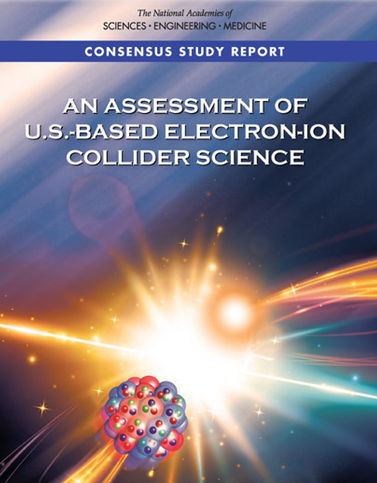 The National Academies of
SCIENCES • ENGINEERING • MEDICINE
CONSENSUS STUDY REPORT
AN ASSESSMENT OF
U.S.-BASED ELECTRON-ION
COLLIDER SCIENCE